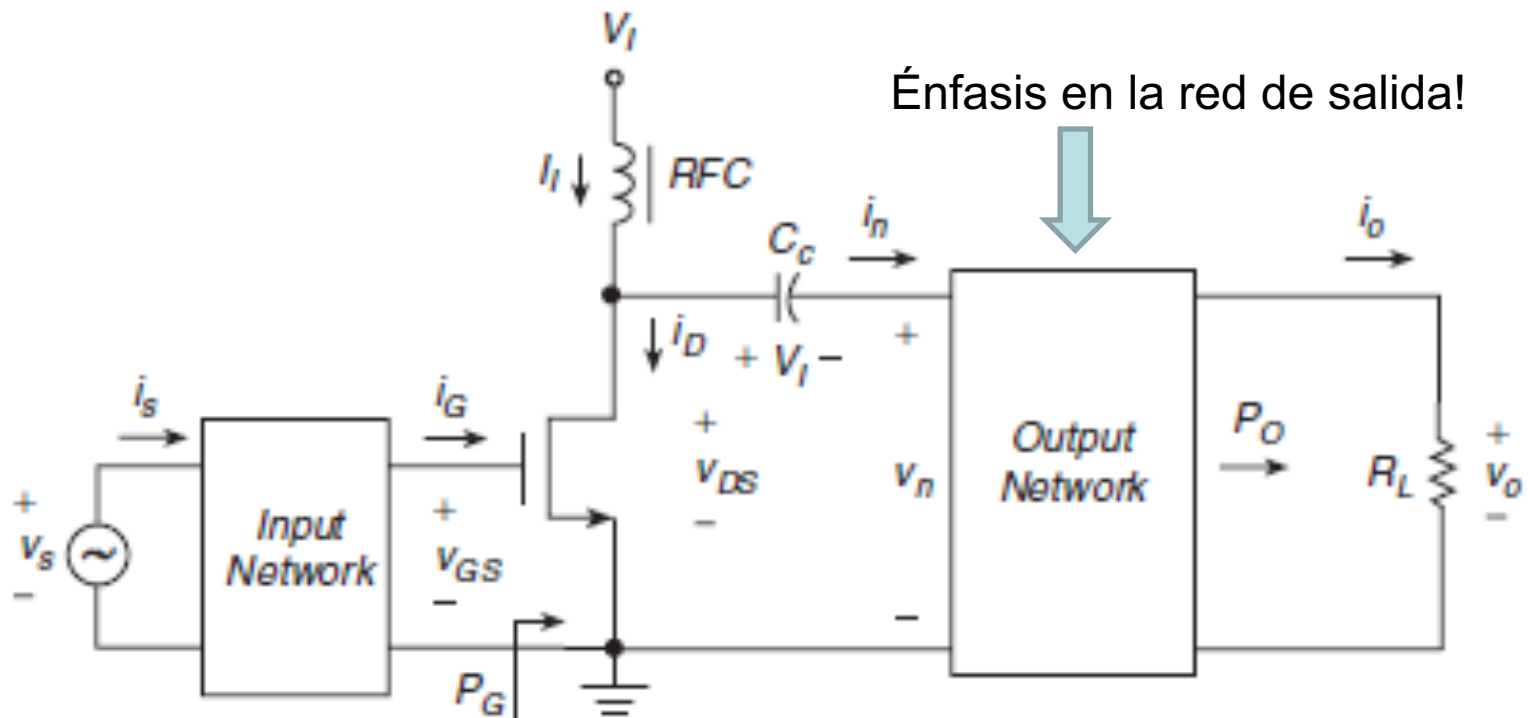 V_I
Énfasis en la red de salida!
I_I
RFC
C_c
i_n
i_o
i_D
+ V_I −
+
i_s
i_G
+
v_DS
−
v_n
Output
Network
P_O
R_L
+
v_o
−
+
v_s
−
Input
Network
+
v_GS
−
−
P_G